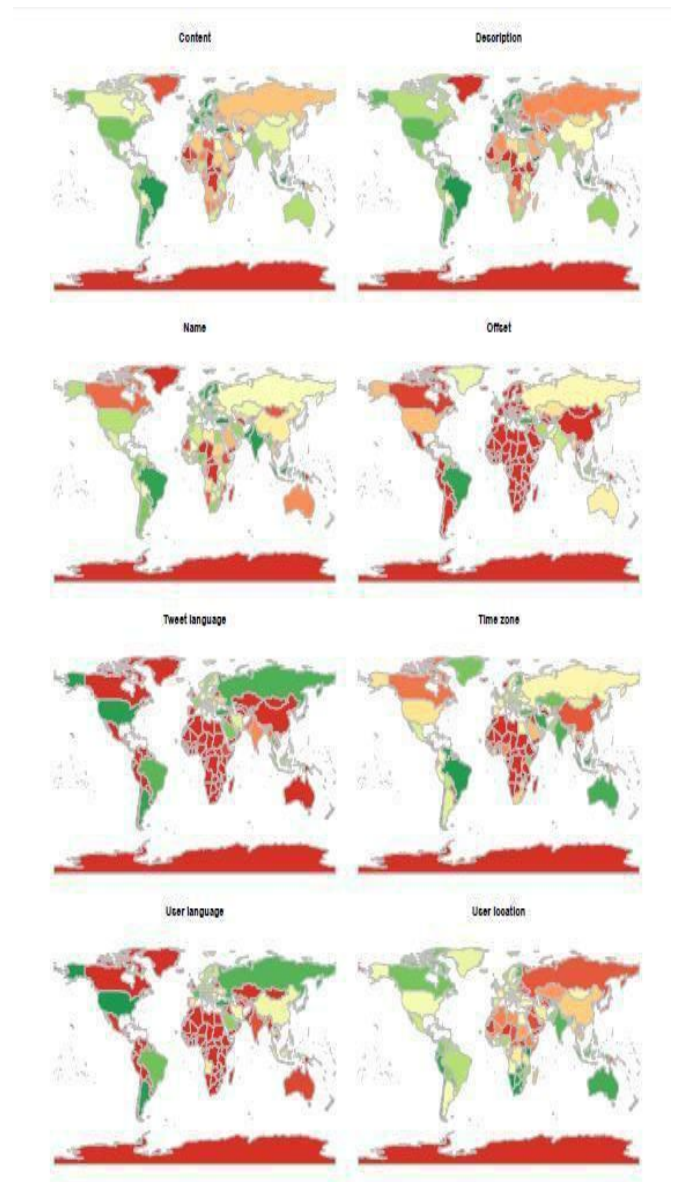 Content
Description
Name
Offset
Tweet language
Time zone
User language
User location